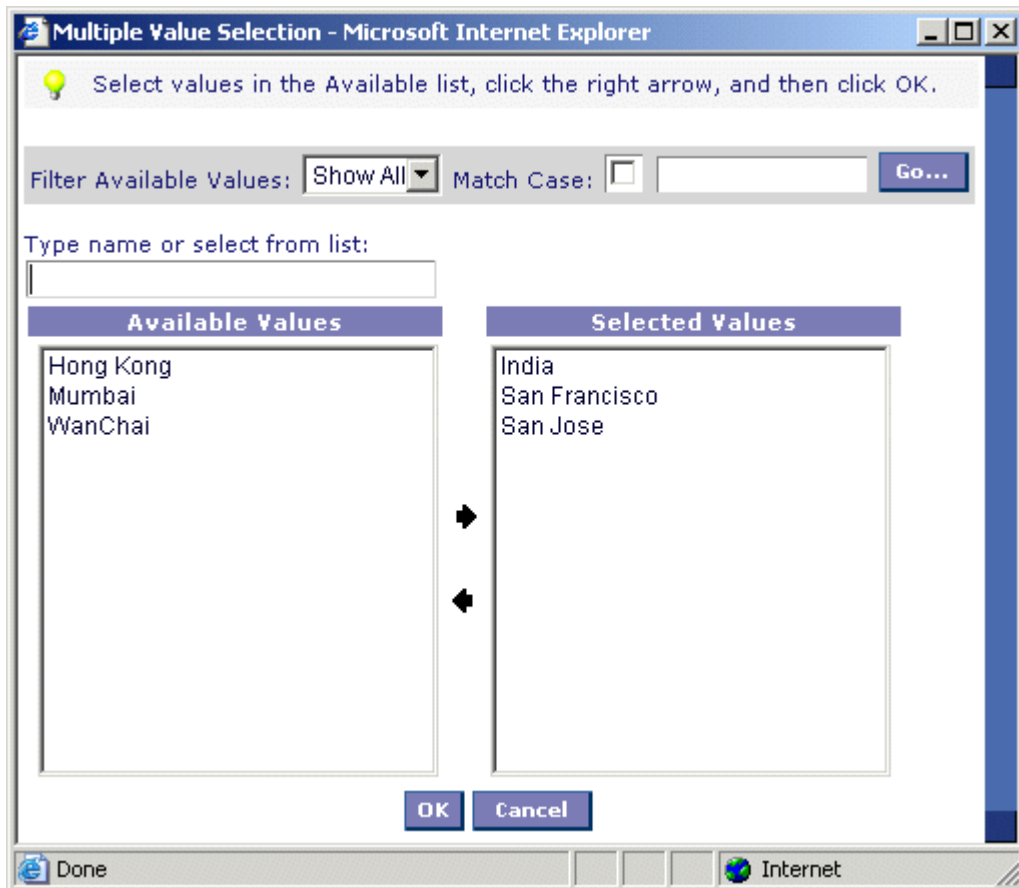 Multiple Value Selection - Microsoft Internet Explorer
Select values in the Available list, click the right arrow, and then click OK.
Filter Available Values: Show All Match Case: Go...
Type name or select from list:
Available Values Selected Values
Hong Kong India
Mumbai San Francisco
WanChai San Jose
OK Cancel
Done Internet